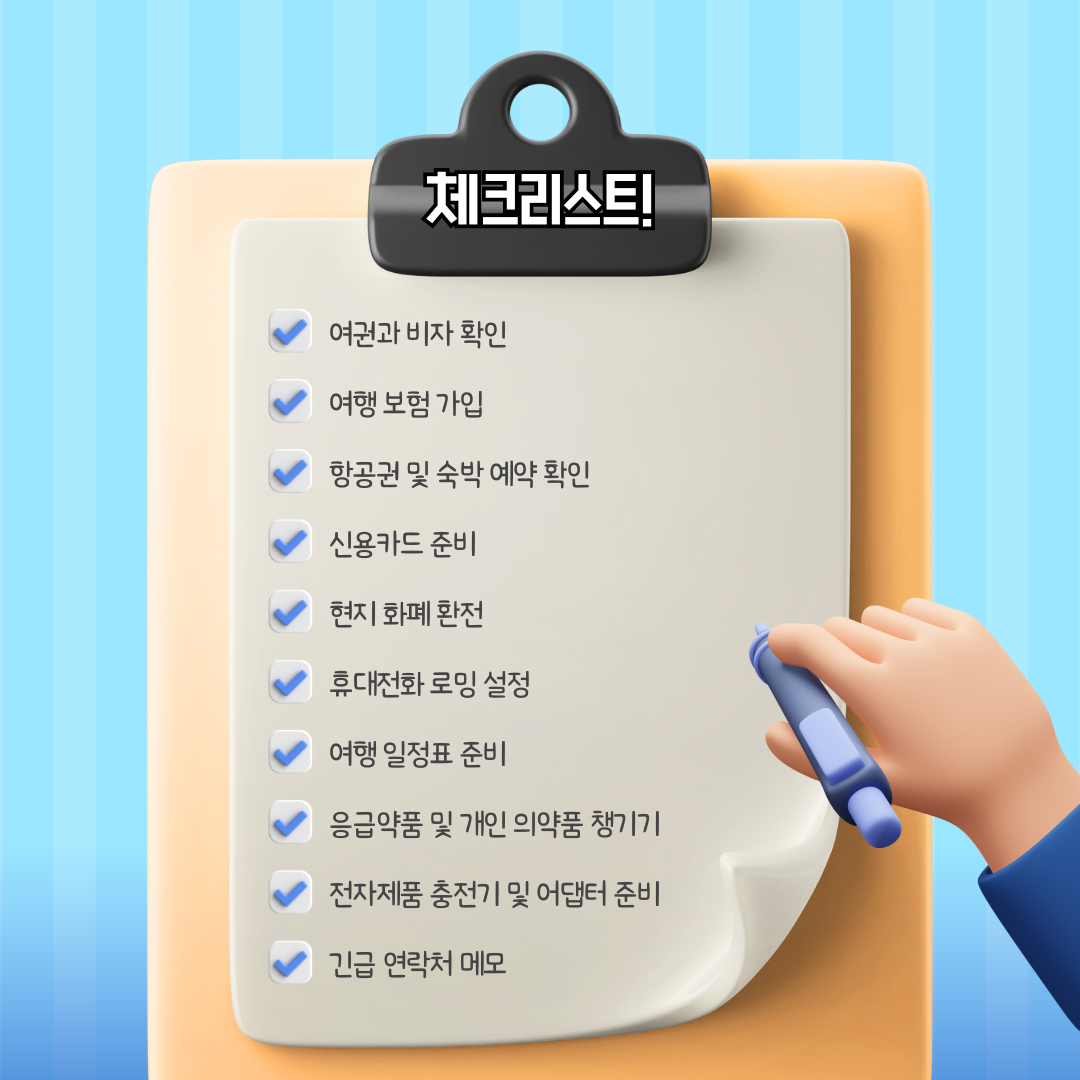 체크리스트!
여권과 비자 확인
여행 보험 가입
항공권 및 숙박 예약 확인
신용카드 준비
현지 화폐 환전
휴대전화 로밍 설정
여행 일정표 준비
응급약품 및 개인 의약품 챙기기
전자제품 충전기 및 어댑터 준비
긴급 연락처 메모